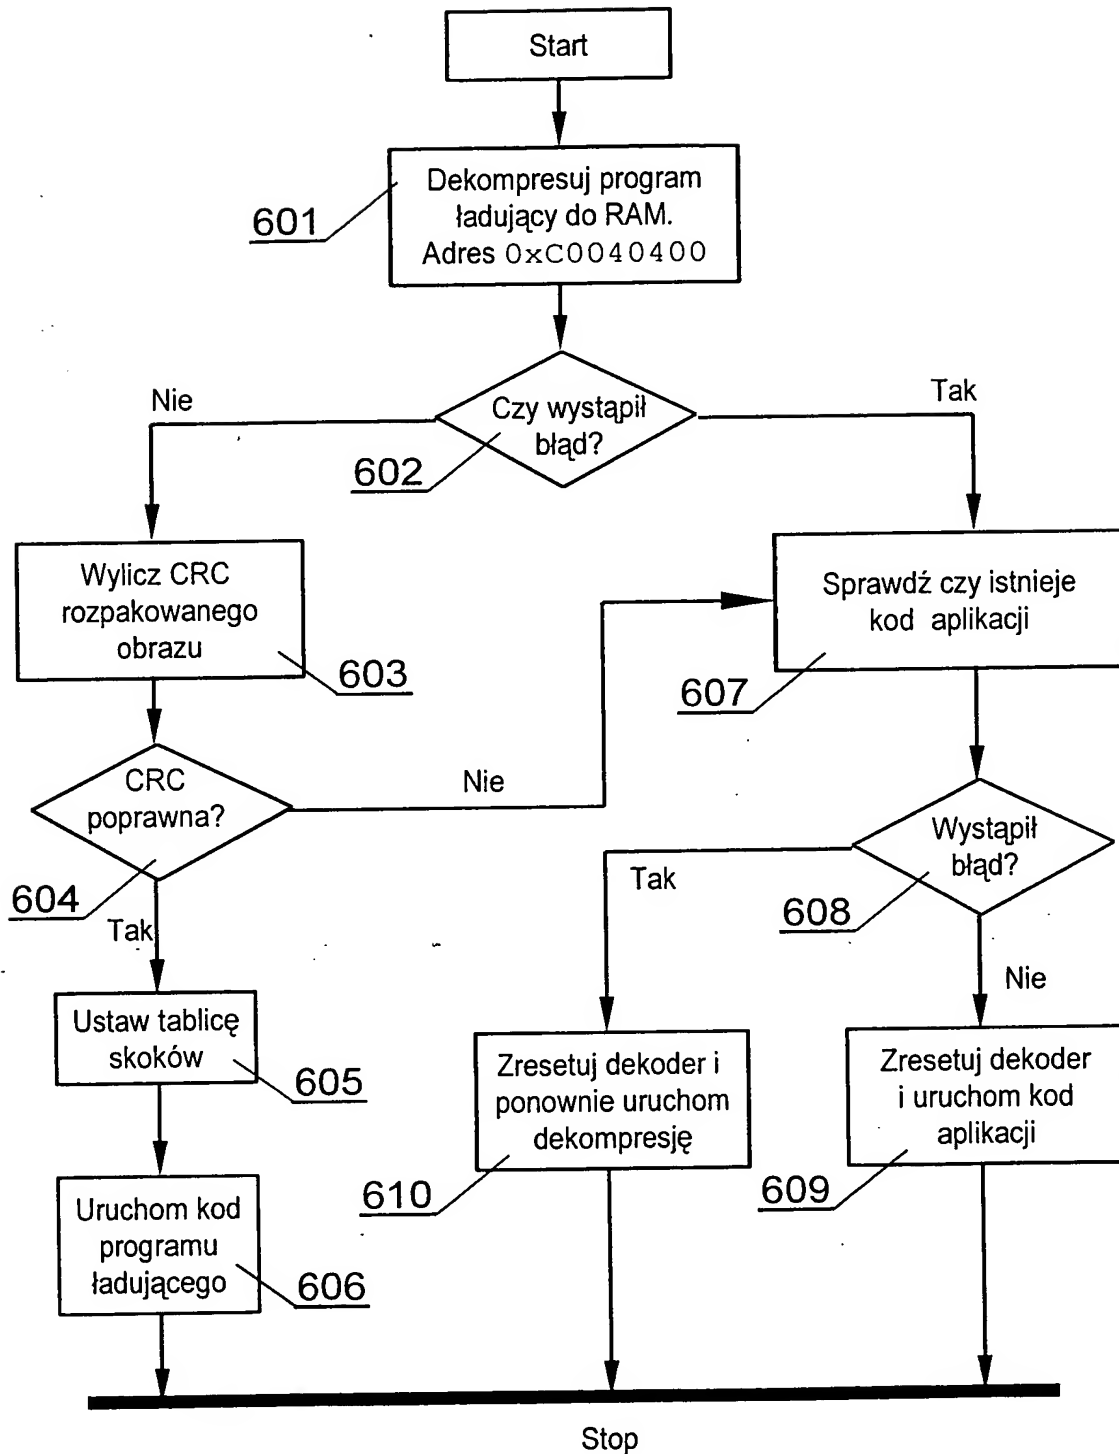 Start
Dekompresuj program
ładujący do RAM.
Adres 0xC0040400
601
Czy wystąpił
błąd?
602
Nie
Tak
Wylicz CRC
rozpakowanego
obrazu
603
Sprawdź czy istnieje
kod aplikacji
607
CRC
poprawna?
604
Nie
Tak
Wystąpił
błąd?
608
Tak
Nie
Ustaw tablicę
skoków
605
Zresetuj dekoder i
ponownie uruchom
dekompresję
610
Zresetuj dekoder
i uruchom kod
aplikacji
609
Uruchom kod
programu
ładującego
606
Stop